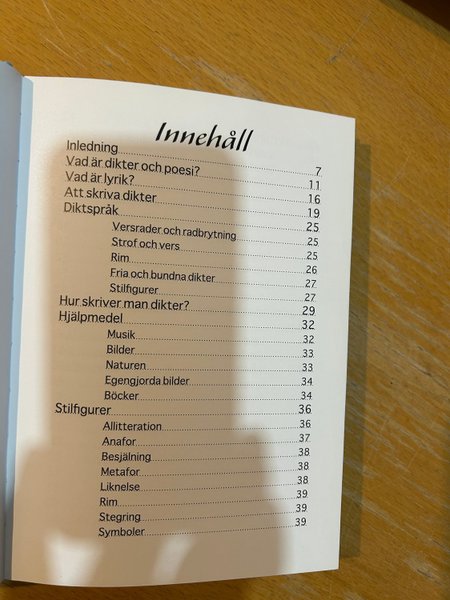 Innehåll
Inledning 7
Vad är dikter och poesi? 11
Vad är lyrik? 16
Att skriva dikter 19
Diktspråk 25
Versrader och radbrytning 25
Strof och vers 25
Rim 26
Fria och bundna dikter 27
Stilfigurer 27
Hur skriver man dikter? 29
Hjälpmedel 32
Musik 32
Bilder 33
Naturen 33
Egengjorda bilder 34
Böcker 34
Stilfigurer 36
Allitteration 36
Anafor 37
Besjälning 38
Metafor 38
Liknelse 38
Rim 39
Stegring 39
Symboler 39